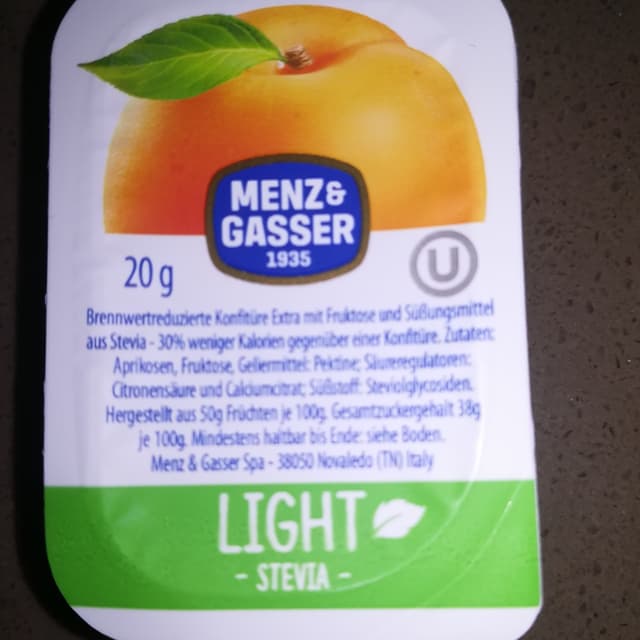 MENZ&
GASSER
1935
20 g
U
Brennwertreduzierte Konfitüre Extra mit Fruktose und Süßungsmittel
aus Stevia - 30% weniger Kalorien gegenüber einer Konfitüre. Zutaten:
Aprikosen, Fruktose, Geliermittel: Pektine; Säureregulatoren:
Citronensäure und Calciumcitrat; Süßstoff: Steviolglycosiden.
Hergestellt aus 50g Früchten je 100g. Gesamtzuckergehalt 38g
je 100g. Mindestens haltbar bis Ende: siehe Boden.
Menz & Gasser Spa - 38050 Novaledo (TN) Italy
LIGHT
- STEVIA -